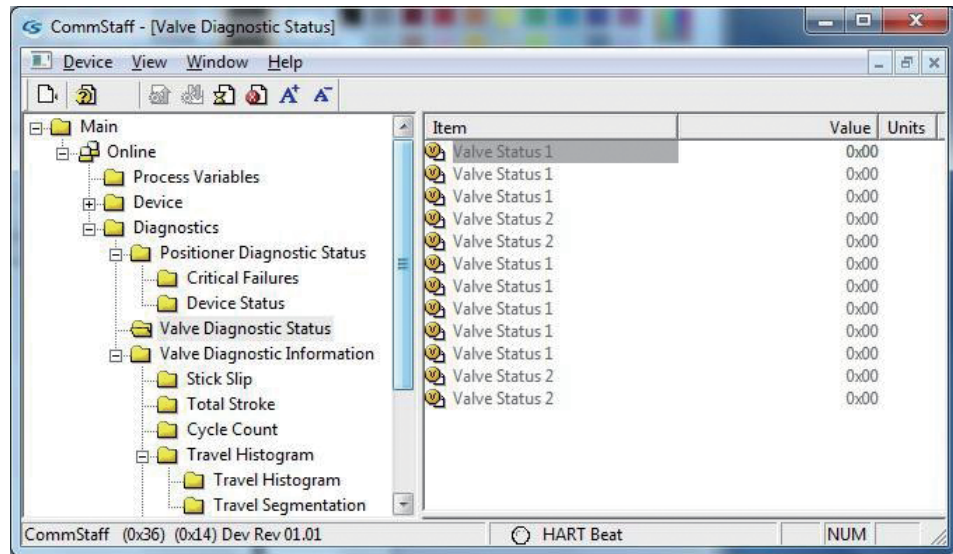 CommStaff - [Valve Diagnostic Status]
Device View Window Help
A+ A-
Main
Online
Process Variables
Device
Diagnostics
Positioner Diagnostic Status
Critical Failures
Device Status
Valve Diagnostic Status
Valve Diagnostic Information
Stick Slip
Total Stroke
Cycle Count
Travel Histogram
Travel Histogram
Travel Segmentation
Item Value Units
Valve Status 1 0x00
Valve Status 1 0x00
Valve Status 1 0x00
Valve Status 2 0x00
Valve Status 2 0x00
Valve Status 1 0x00
Valve Status 1 0x00
Valve Status 1 0x00
Valve Status 1 0x00
Valve Status 1 0x00
Valve Status 2 0x00
Valve Status 2 0x00
CommStaff (0x36) (0x14) Dev Rev 01.01 HART Beat NUM